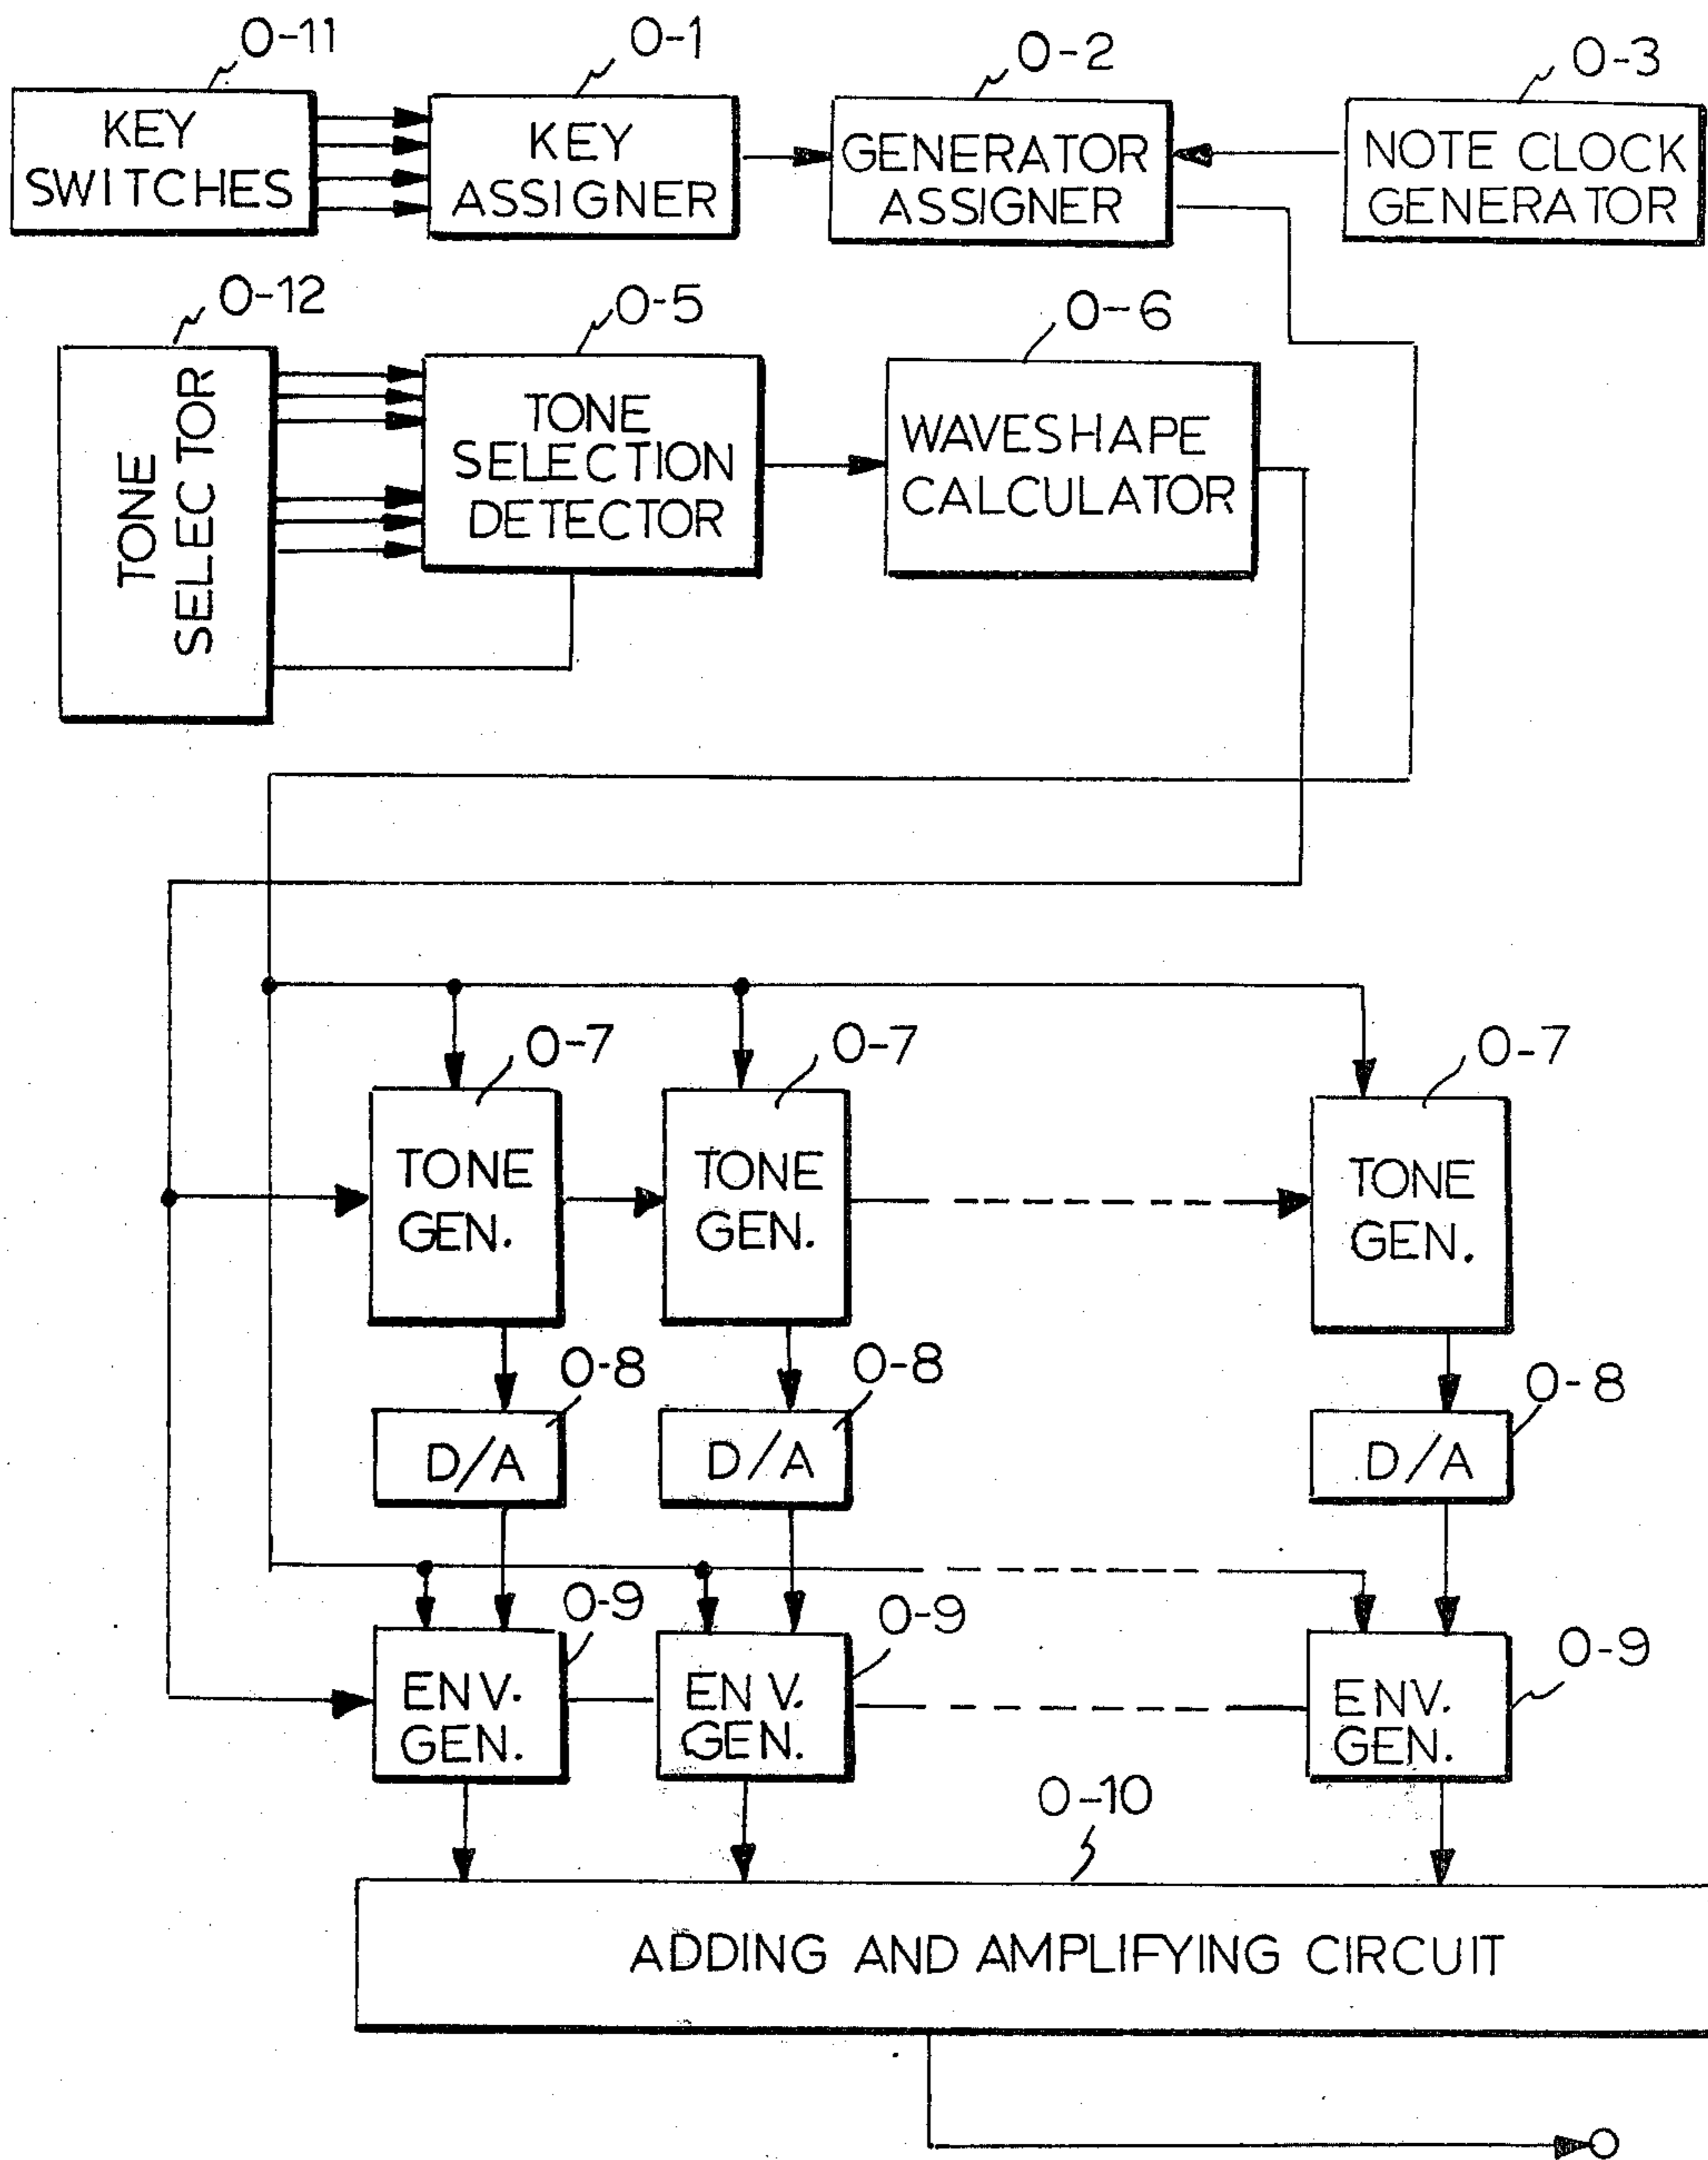 0-11
0-1
0-2
0-3
KEY
SWITCHES
KEY
ASSIGNER
GENERATOR
ASSIGNER
NOTE CLOCK
GENERATOR
0-12
0-5
0-6
TONE
SELECTOR
TONE
SELECTION
DETECTOR
WAVESHAPE
CALCULATOR
0-7
0-7
0-7
TONE
GEN.
TONE
GEN.
TONE
GEN.
0-8
0-8
0-8
D/A
D/A
D/A
0-9
0-9
0-9
ENV.
GEN.
ENV.
GEN.
ENV.
GEN.
0-10
ADDING AND AMPLIFYING CIRCUIT